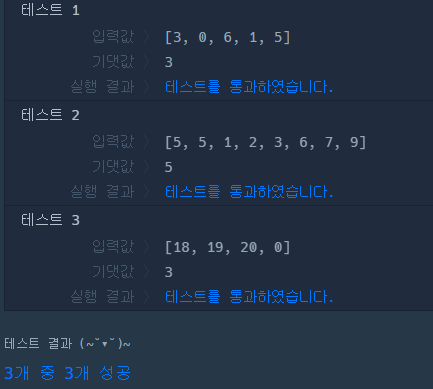 테스트 1
입력값 〉 [3, 0, 6, 1, 5]
기댓값 〉 3
실행 결과 〉 테스트를 통과하였습니다.
테스트 2
입력값 〉 [5, 5, 1, 2, 3, 6, 7, 9]
기댓값 〉 5
실행 결과 〉 테스트를 통과하였습니다.
테스트 3
입력값 〉 [18, 19, 20, 0]
기댓값 〉 3
실행 결과 〉 테스트를 통과하였습니다.
테스트 결과 (~˘▾˘)~
3개 중 3개 성공